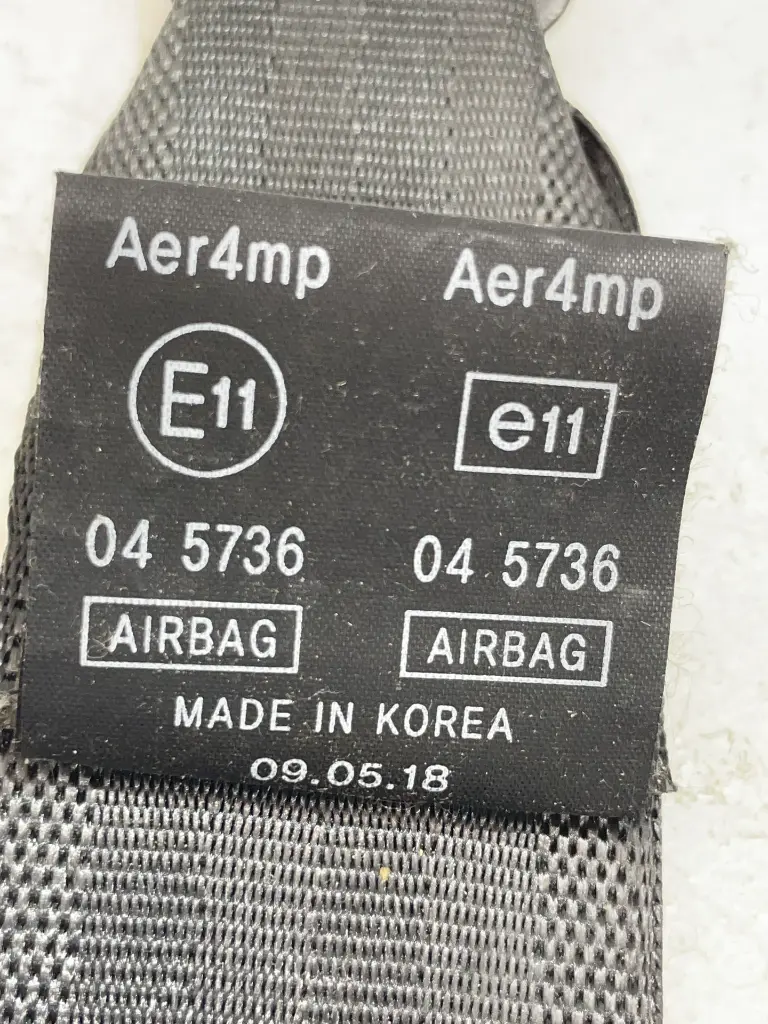 Aer4mp Aer4mp
E11 e11
04 5736 04 5736
AIRBAG AIRBAG
MADE IN KOREA
09.05.18